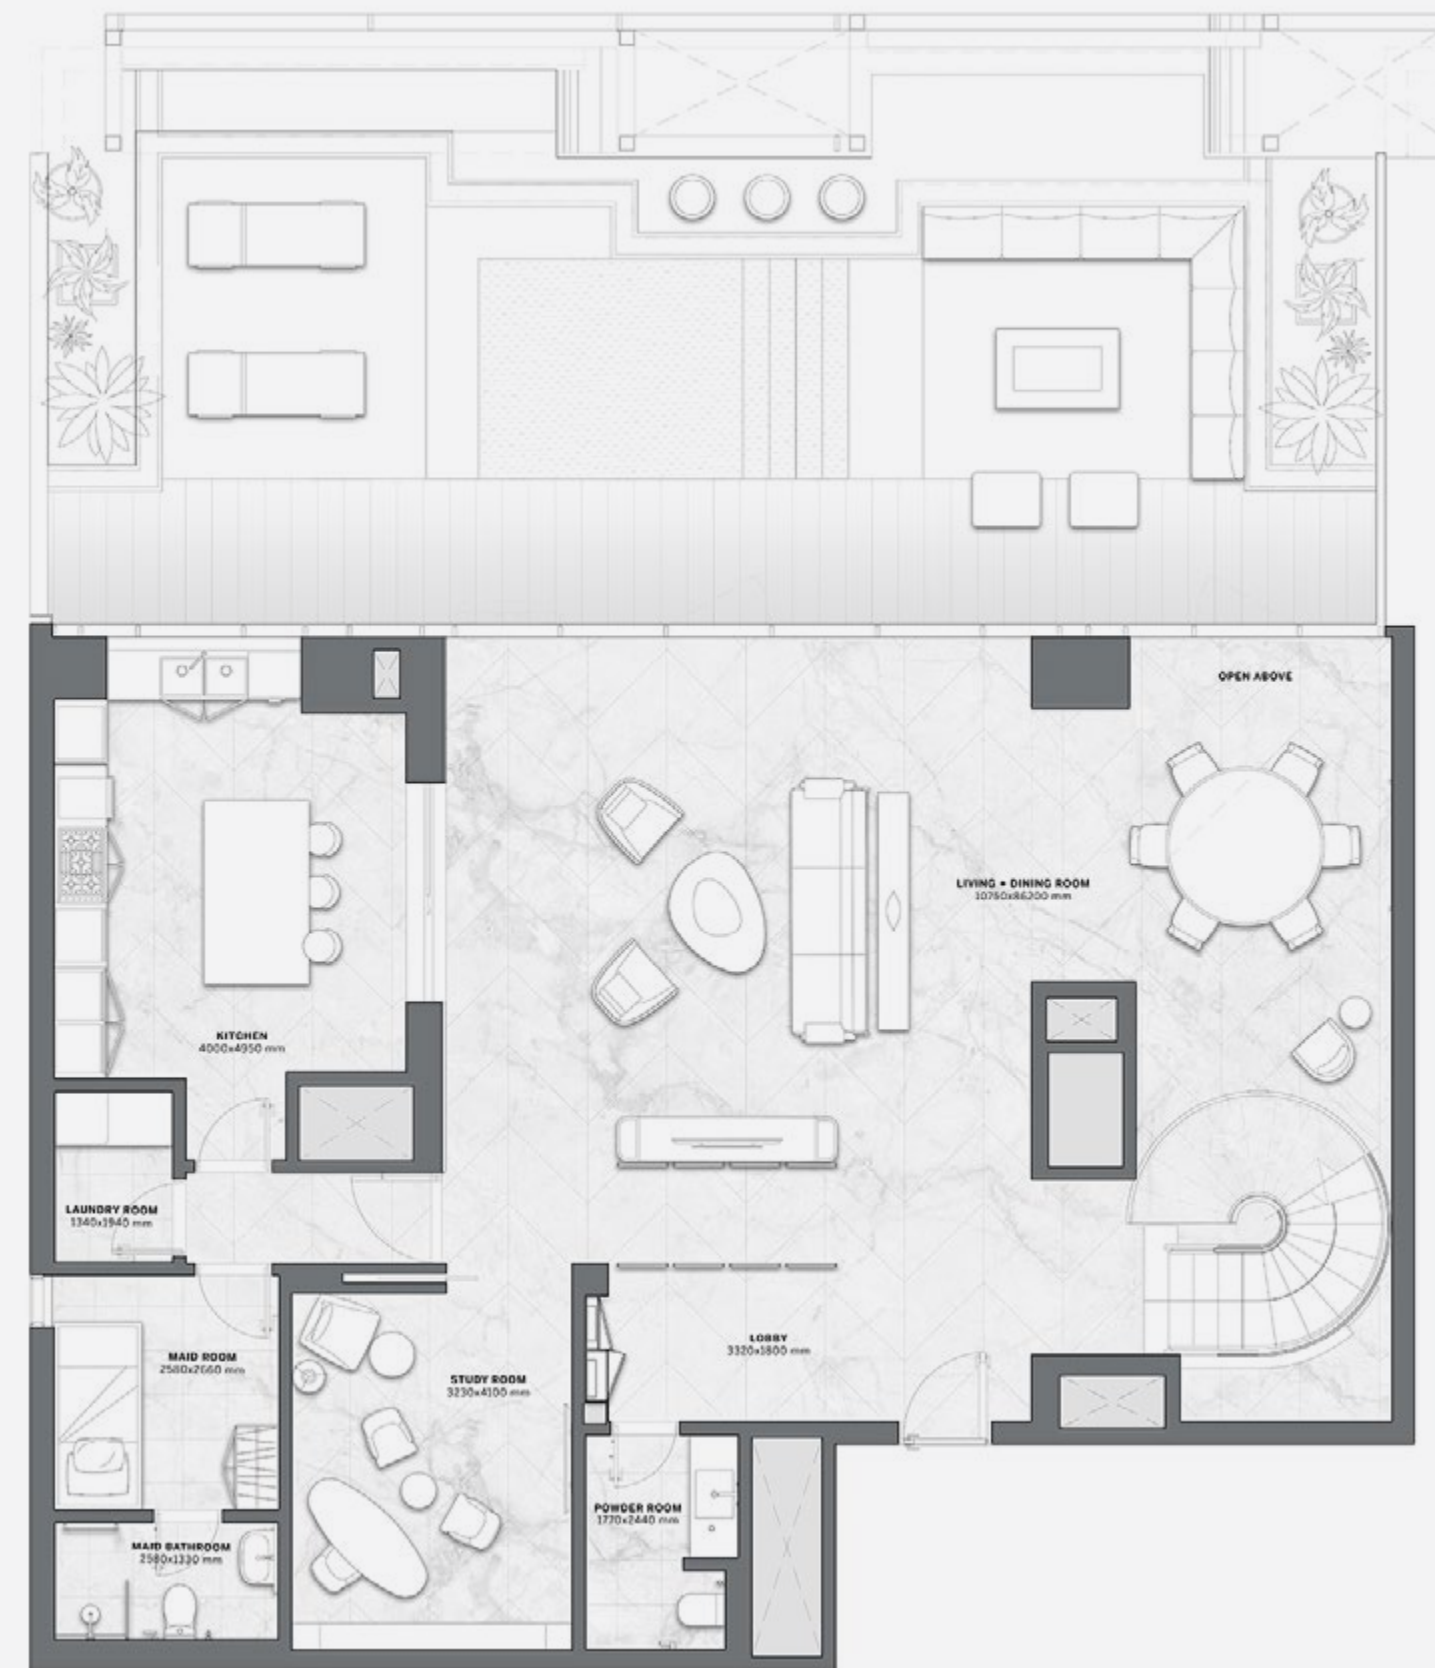 OPEN ABOVE
LIVING • DINING ROOM
10750x86200 mm
KITCHEN
4000x4950 mm
LAUNDRY ROOM
1340x1940 mm
MAID ROOM
2580x2660 mm
STUDY ROOM
3230x4100 mm
LOBBY
3320x1800 mm
POWDER ROOM
1770x2440 mm
MAID BATHROOM
2580x1330 mm